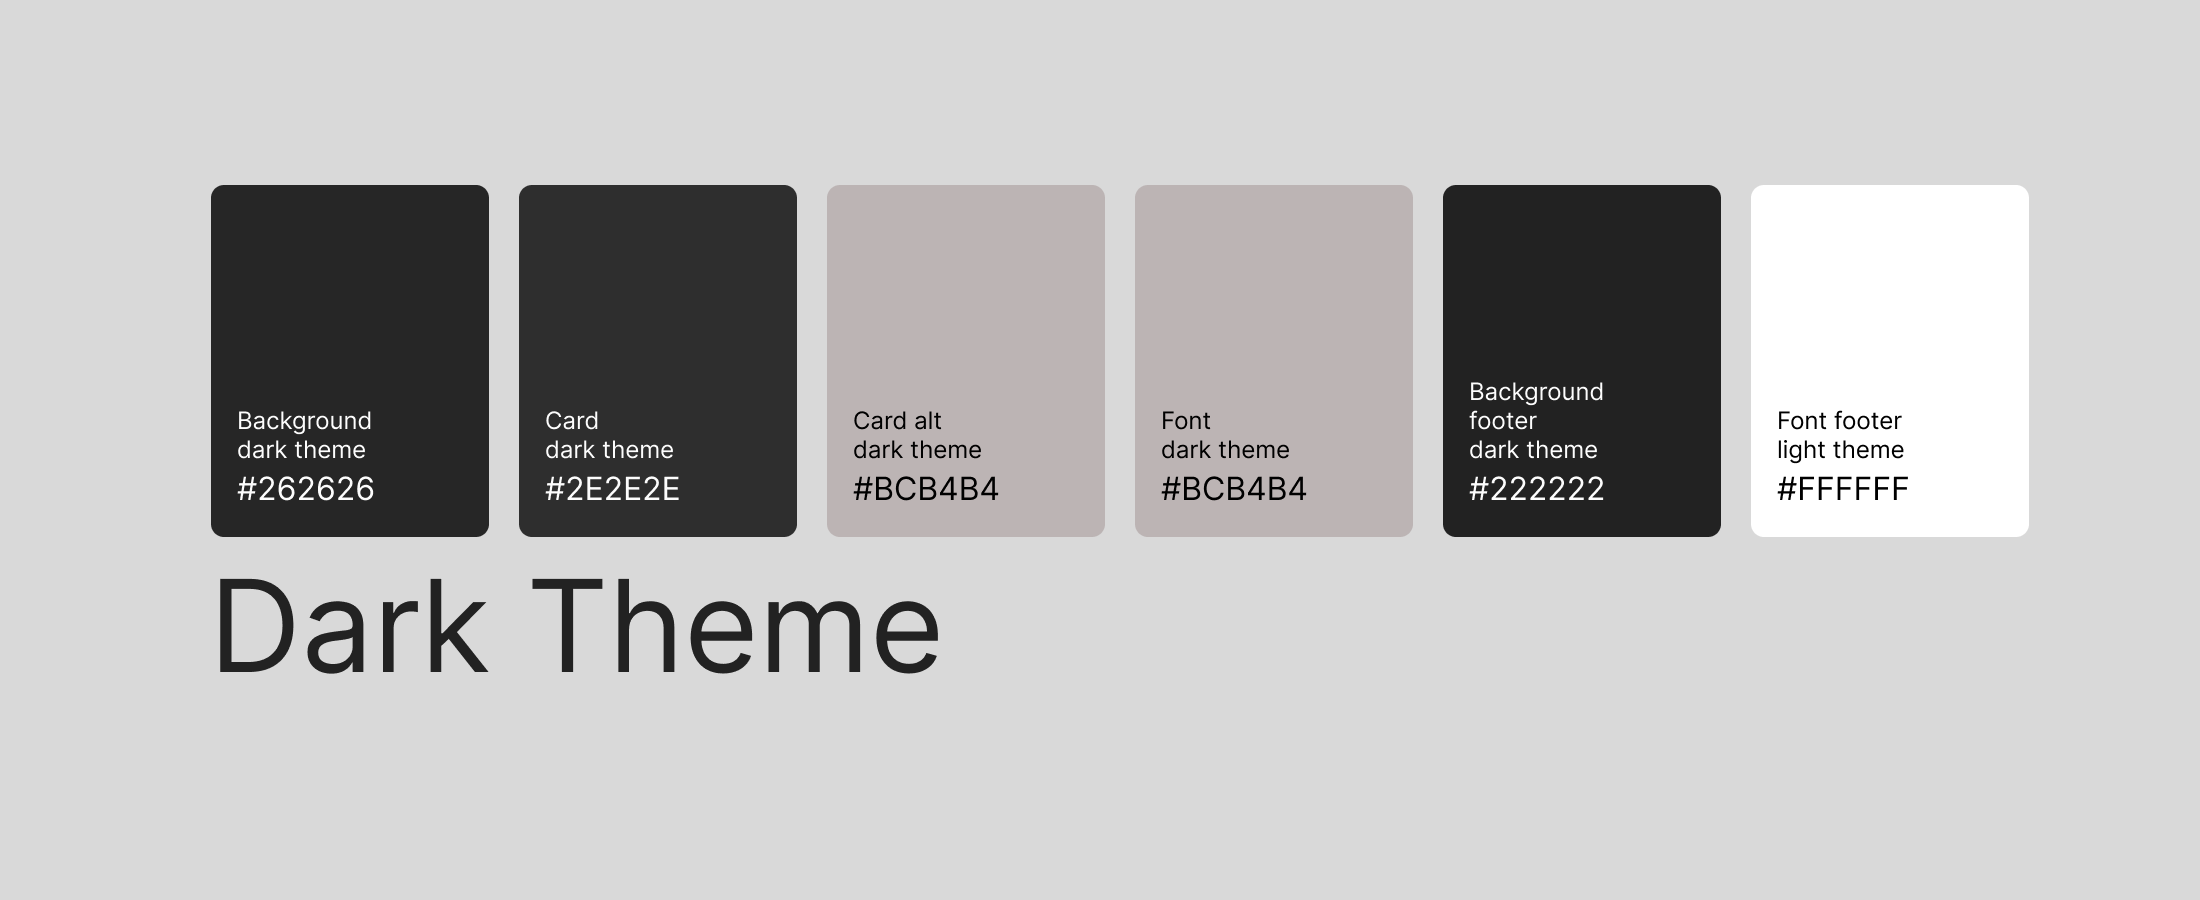 Background
dark theme
#262626
Card
dark theme
#2E2E2E
Card alt
dark theme
#BCB4B4
Font
dark theme
#BCB4B4
Background
footer
dark theme
#222222
Font footer
light theme
#FFFFFF
Dark Theme